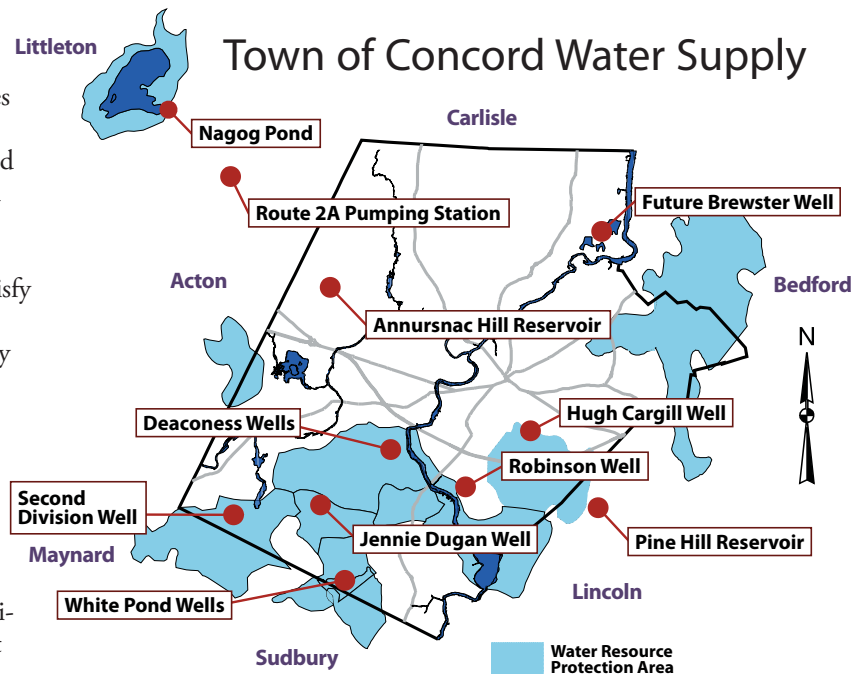 Town of Concord Water Supply
Littleton
Carlisle
Nagog Pond
Route 2A Pumping Station
Future Brewster Well
Acton
Bedford
Annursnac Hill Reservoir
N
Deaconess Wells
Hugh Cargill Well
Robinson Well
Second
Division Well
Jennie Dugan Well
Pine Hill Reservoir
Maynard
White Pond Wells
Lincoln
Sudbury
Water Resource
Protection Area